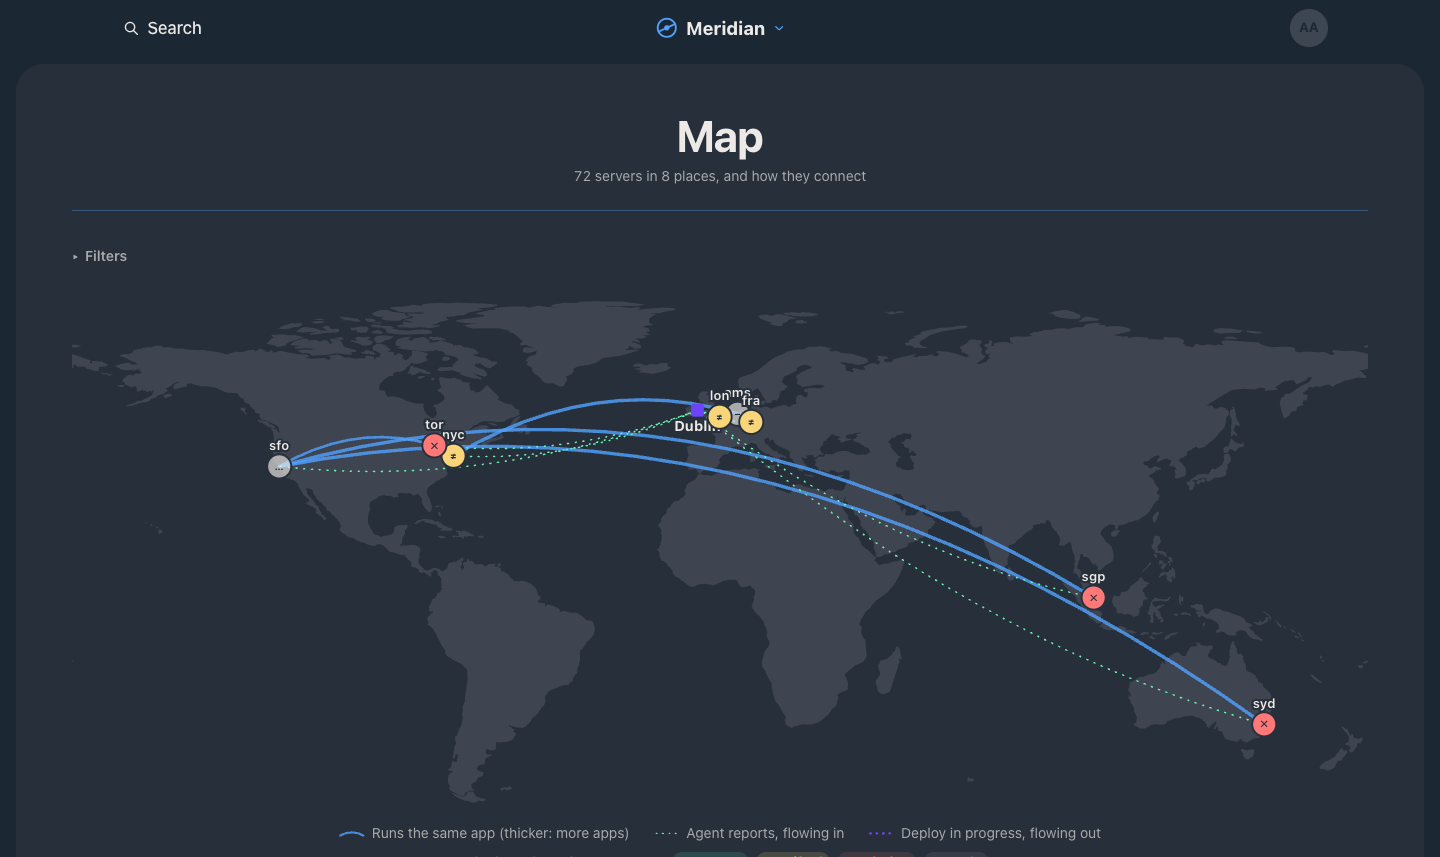 Search
Meridian
AA
Map
72 servers in 8 places, and how they connect
Filters
lon
fra
tor
nyc
sfo
sgp
syd
Runs the same app (thicker: more apps)
Agent reports, flowing in
Deploy in progress, flowing out